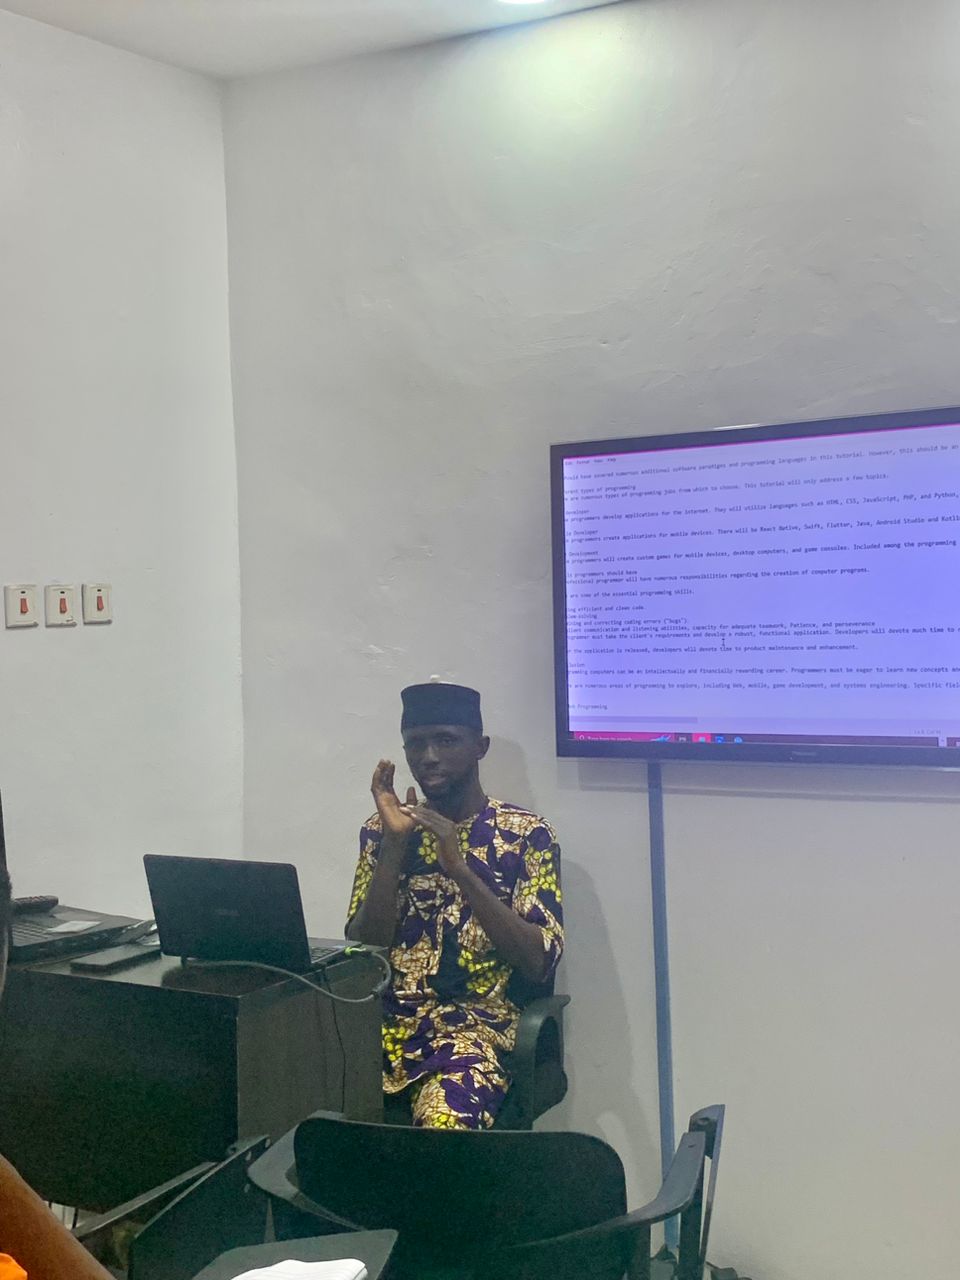 Format View Help
would have covered numerous additional software paradigms and programming languages in this tutorial. However, this should be an
erent types of programming
e are numerous types of programming jobs from which to choose. This tutorial will only address a few topics.
developer
e programmers develop applications for the internet. They will utilize languages such as HTML, CSS, JavaScript, PHP, and Python,
le Developer
e programmers create applications for mobile devices. There will be React Native, Swift, Flutter, Java, Android Studio and Kotli
Development
e programmers will create custom games for mobile devices, desktop computers, and game consoles. Included among the programming
programmers should have
ofessional programmer will have numerous responsibilities regarding the creation of computer programs.
e are some of the essential programming skills.
ing efficient and clean code.
lem-solving
and correcting coding errors ("bugs").
lient communication and listening abilities, capacity for adequate teamwork, Patience, and perseverance
rogrammer must take the client's requirements and develop a robust, functional application. Developers will devote much time to
r the application is released, developers will devote time to product maintenance and enhancement.
lusion
ramming computers can be an intellectually and financially rewarding career. Programmers must be eager to learn new concepts and
e are numerous areas of programming to explore, including Web, mobile, game development, and systems engineering. Specific fiel
Programming